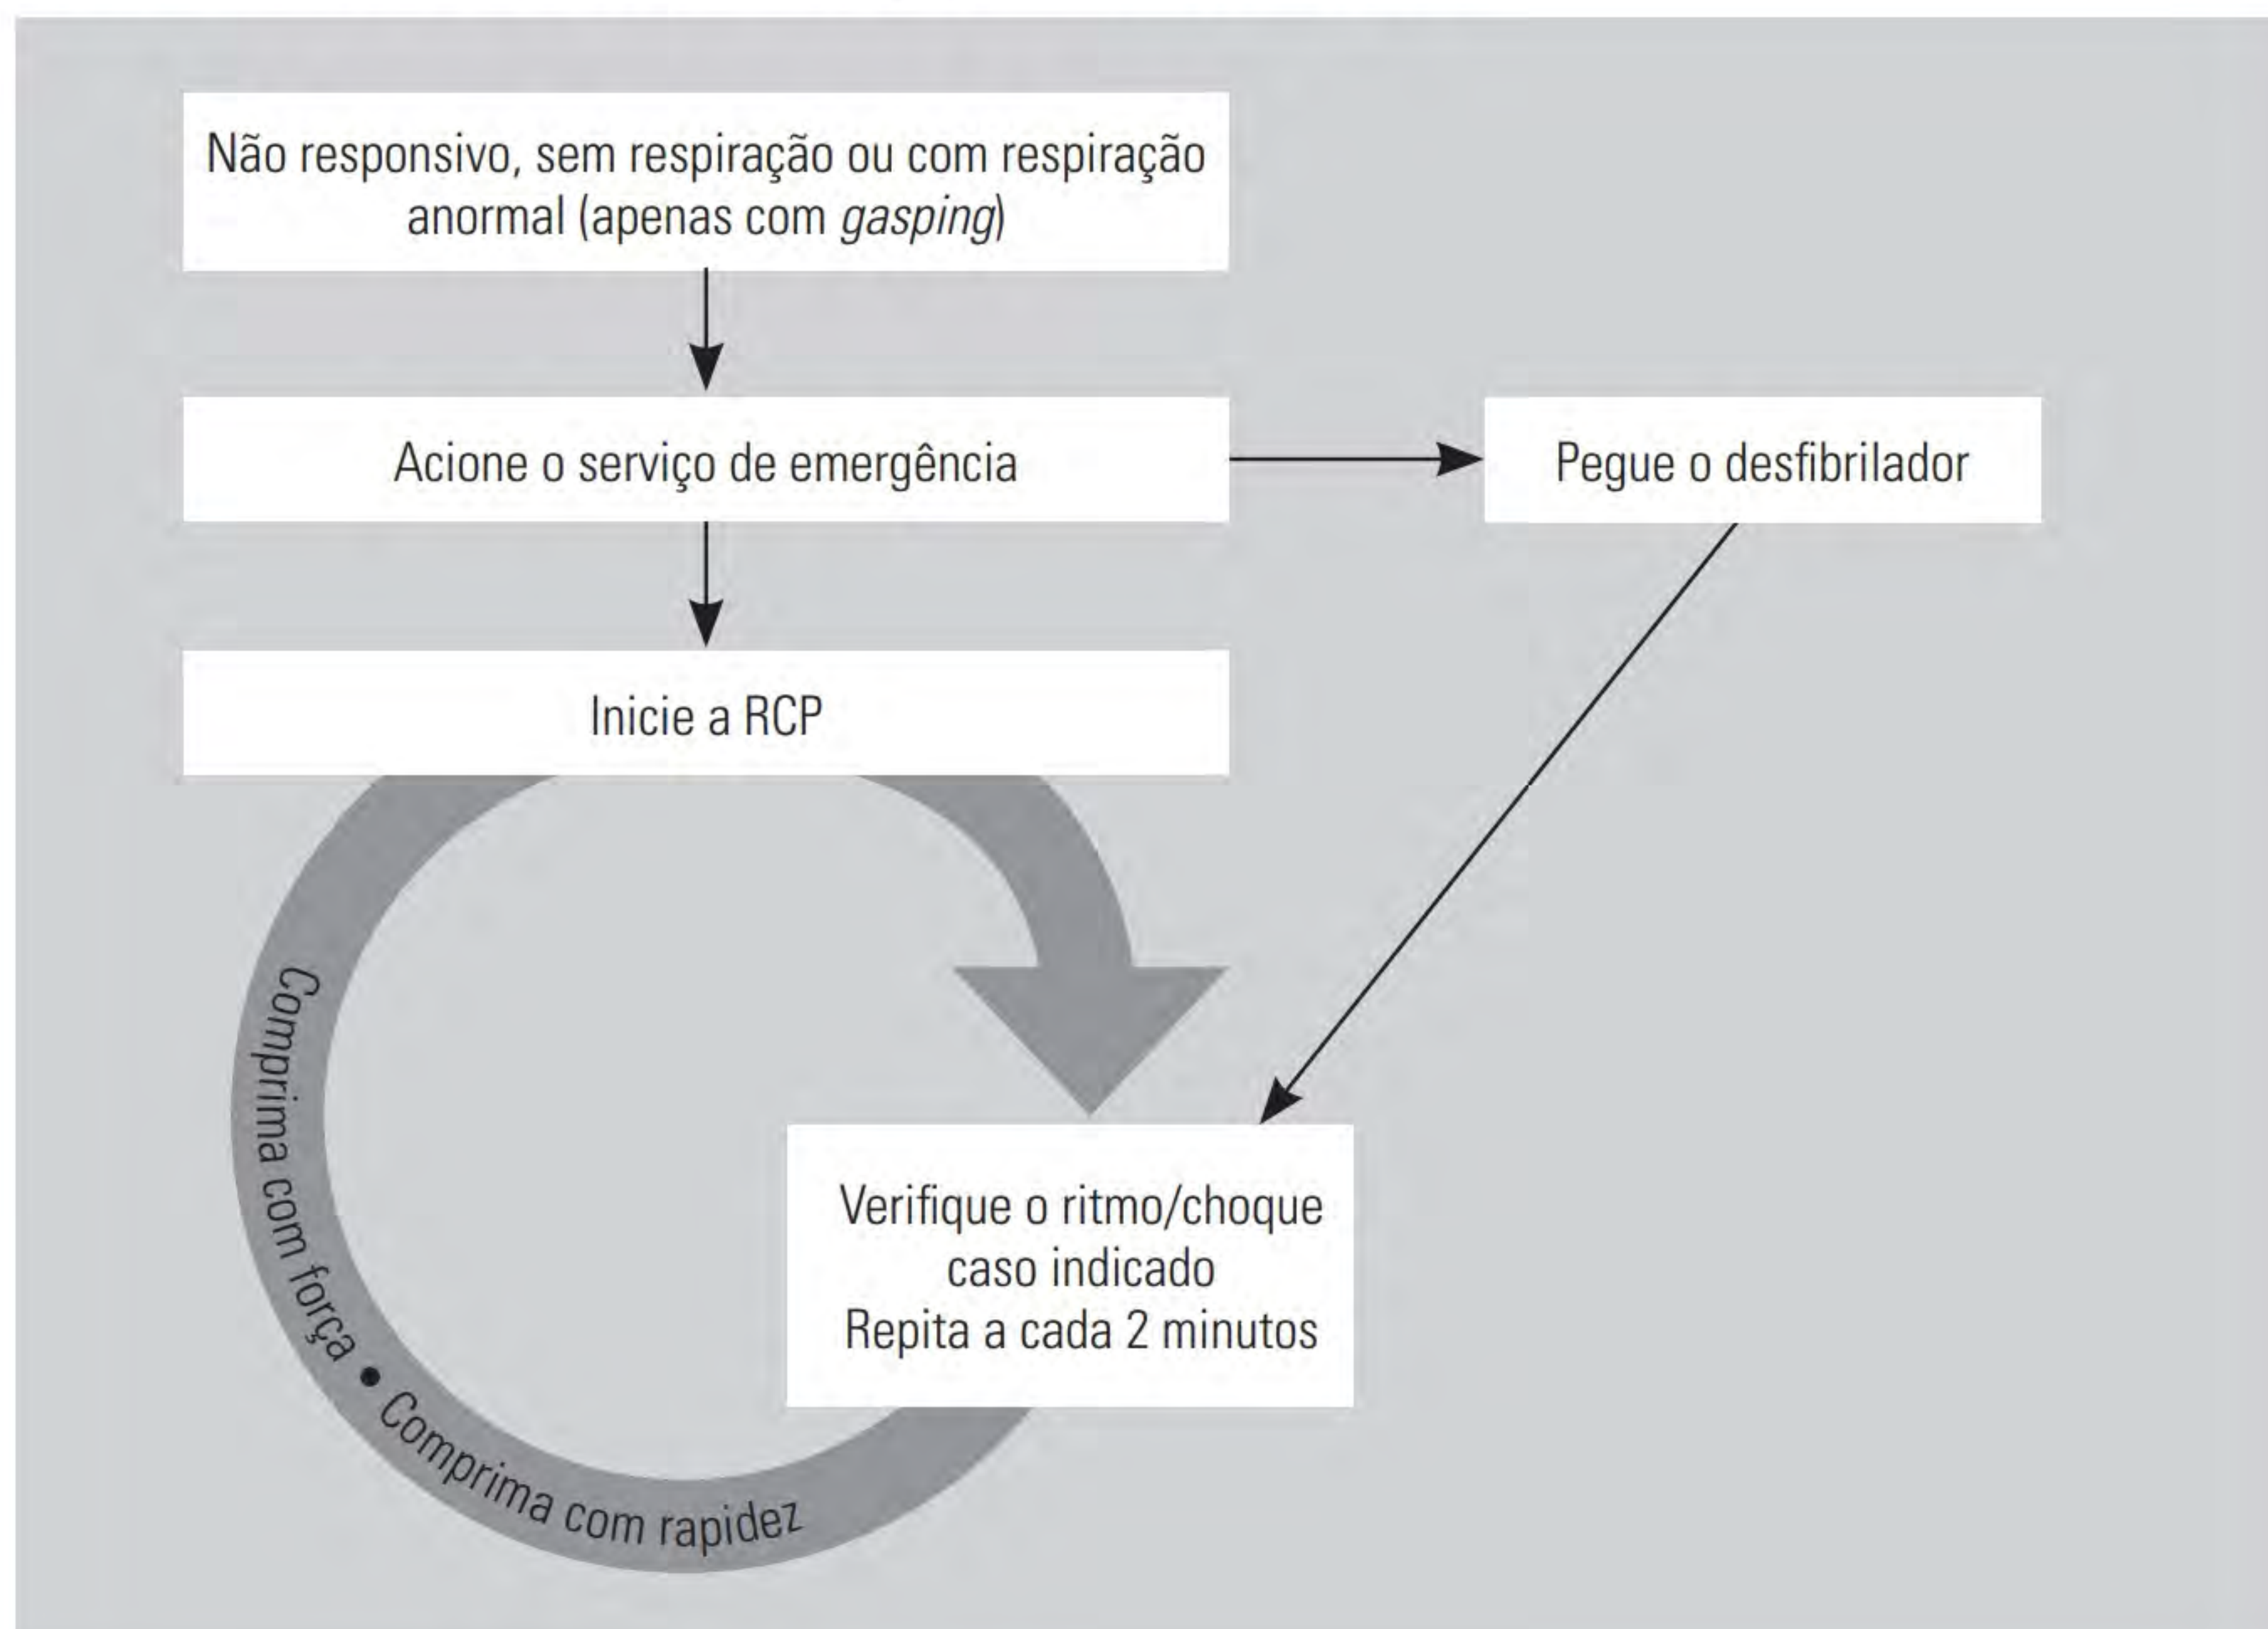 Não responsivo, sem respiração ou com respiração
anormal (apenas com gasping)
Acione o serviço de emergência
Pegue o desfibrilador
Inicie a RCP
Comprima com força • Comprima com rapidez
Verifique o ritmo/choque
caso indicado
Repita a cada 2 minutos